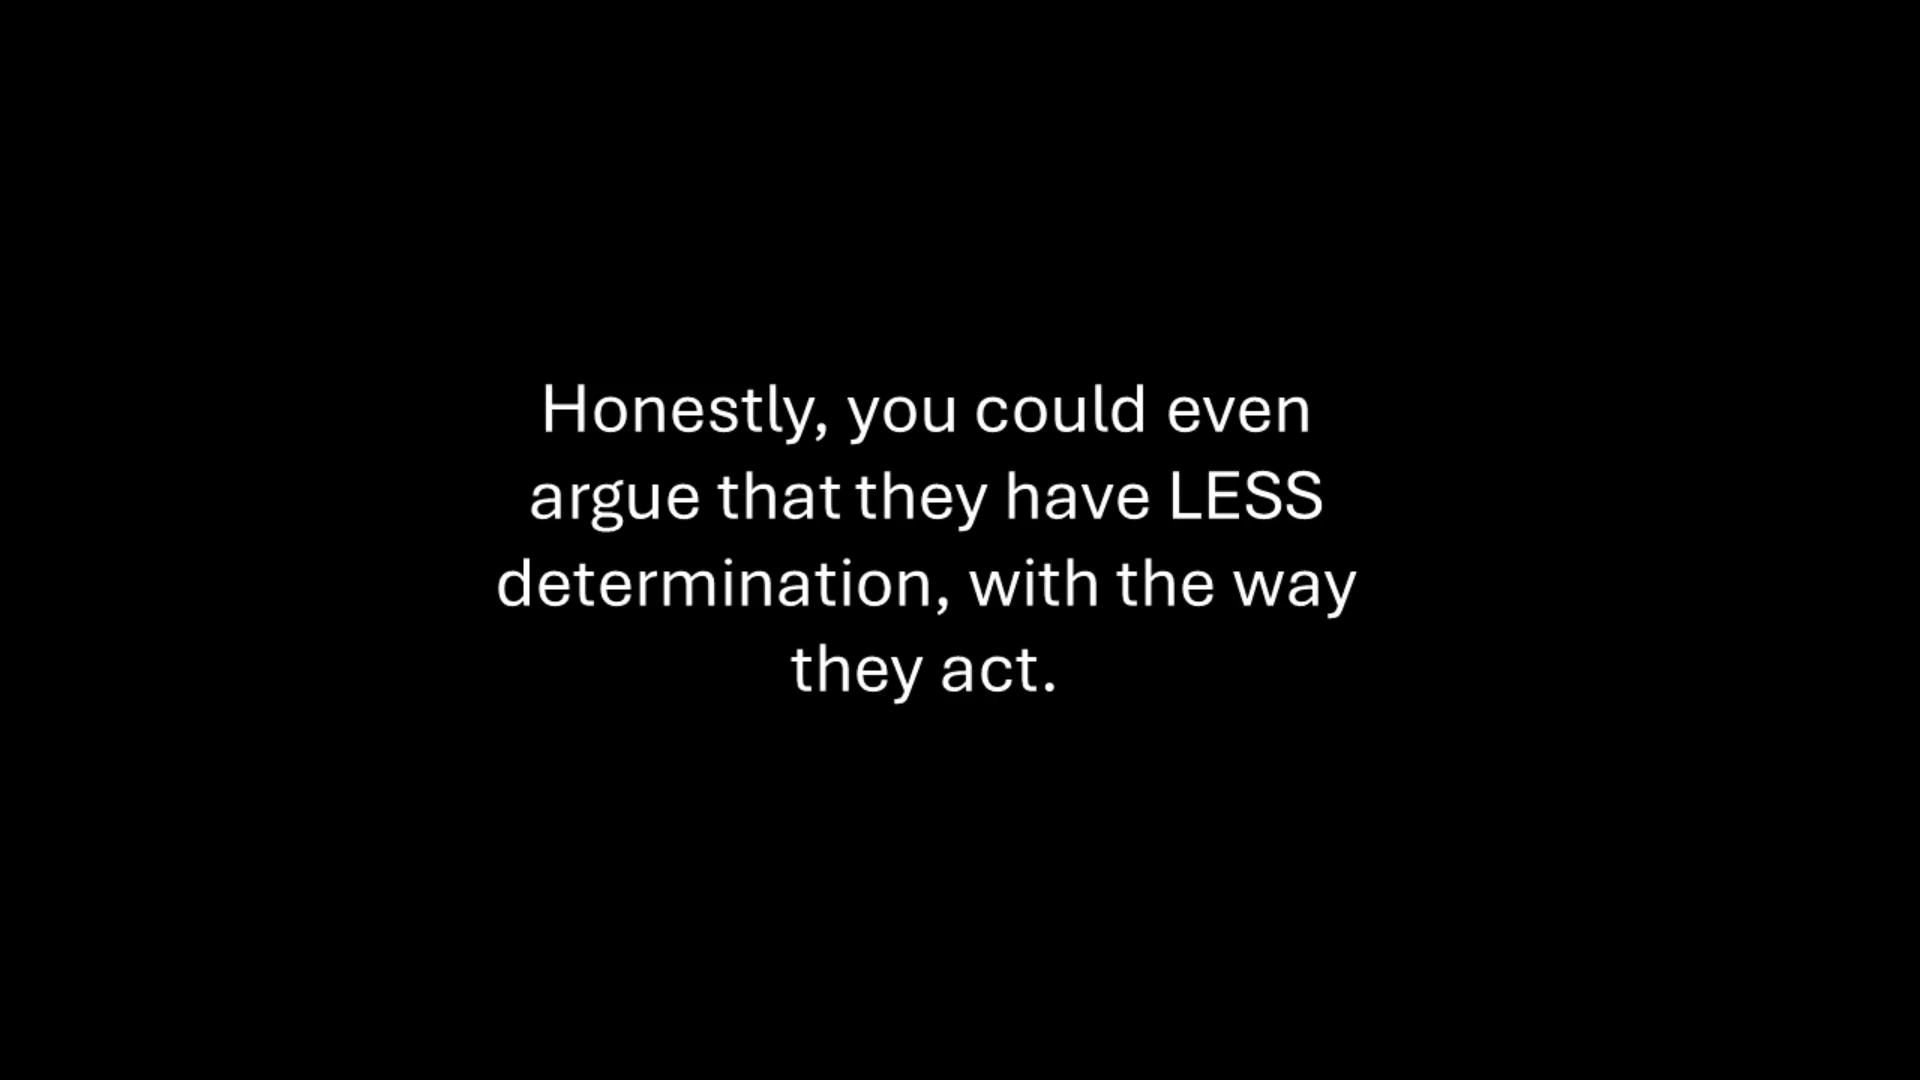 Honestly, you could even
argue that they have LESS
determination, with the way
they act.